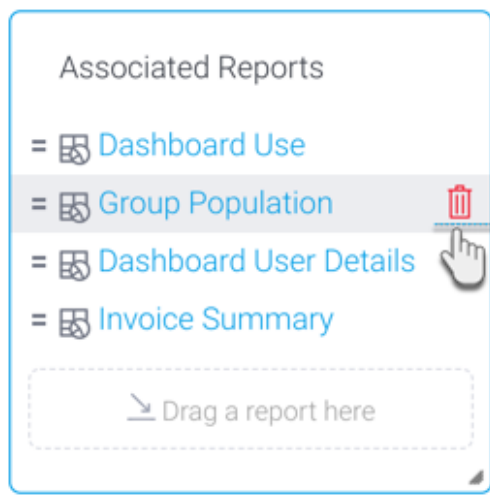 Associated Reports
Dashboard Use
Group Population
Dashboard User Details
Invoice Summary
Drag a report here